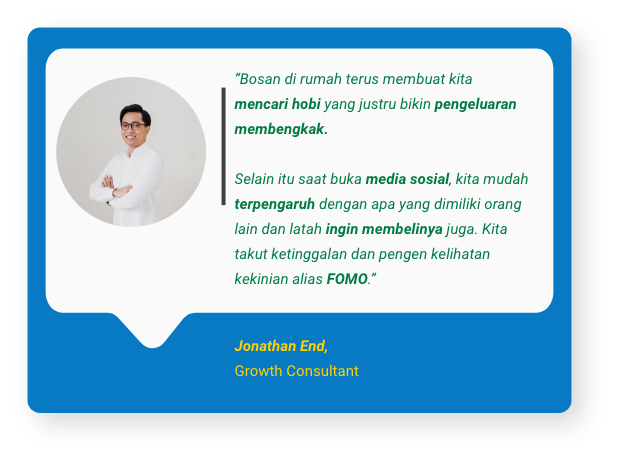 “Bosan di rumah terus membuat kita
mencari hobi yang justru bikin pengeluaran
membengkak.
Selain itu saat buka media sosial, kita mudah
terpengaruh dengan apa yang dimiliki orang
lain dan latah ingin membelinya juga. Kita
takut ketinggalan dan pengen kelihatan
kekinian alias FOMO.”
Jonathan End,
Growth Consultant